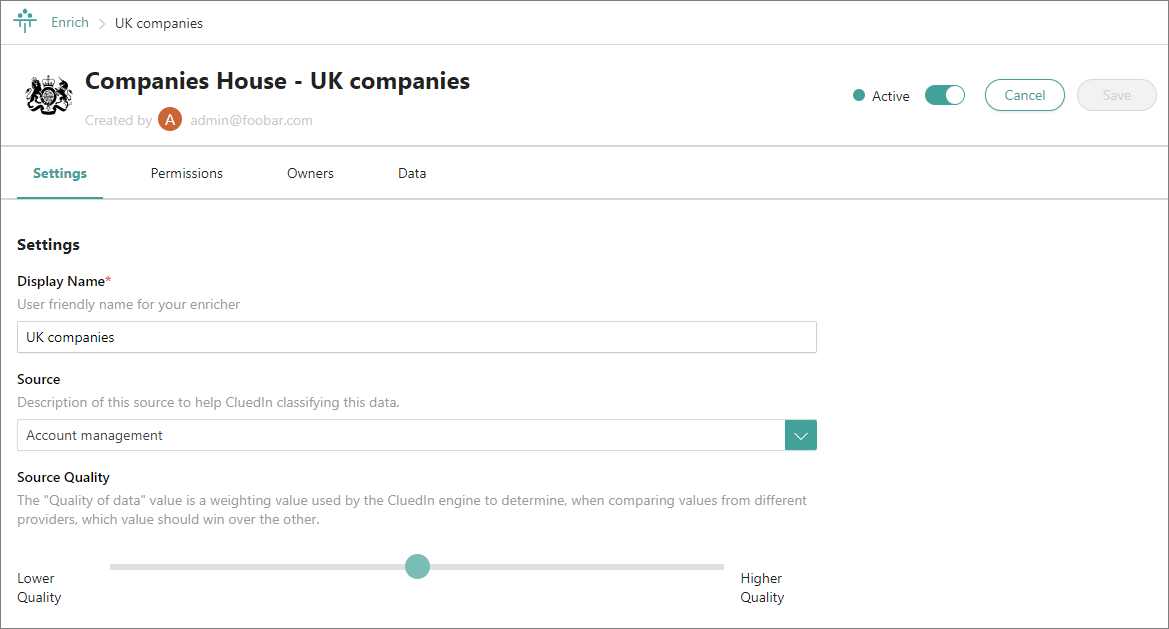 Enrich > UK companies
Companies House - UK companies
Created by A admin@foobar.com
Active
Cancel
Save
Settings
Permissions
Owners
Data
Settings
Display Name*
User friendly name for your enricher
UK companies
Source
Description of this source to help CluedIn classifying this data.
Account management
Source Quality
The "Quality of data" value is a weighting value used by the CluedIn engine to determine, when comparing values from different
providers, which value should win over the other.
Lower
Quality
Higher
Quality